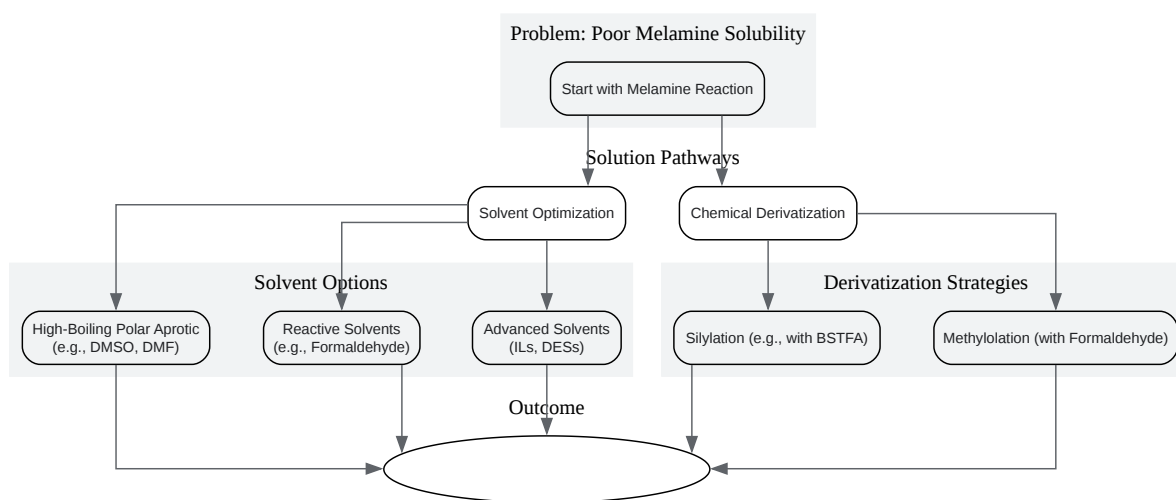 Problem: Poor Melamine Solubility
Start with Melamine Reaction
Solution Pathways
Solvent Optimization
Chemical Derivatization
Solvent Options
Derivatization Strategies
High-Boiling Polar Aprotic
(e.g., DMSO, DMF)
Reactive Solvents
(e.g., Formaldehyde)
Advanced Solvents
(ILs, DESs)
Silylation (e.g., with BSTFA)
Methylolation (with Formaldehyde)
Outcome